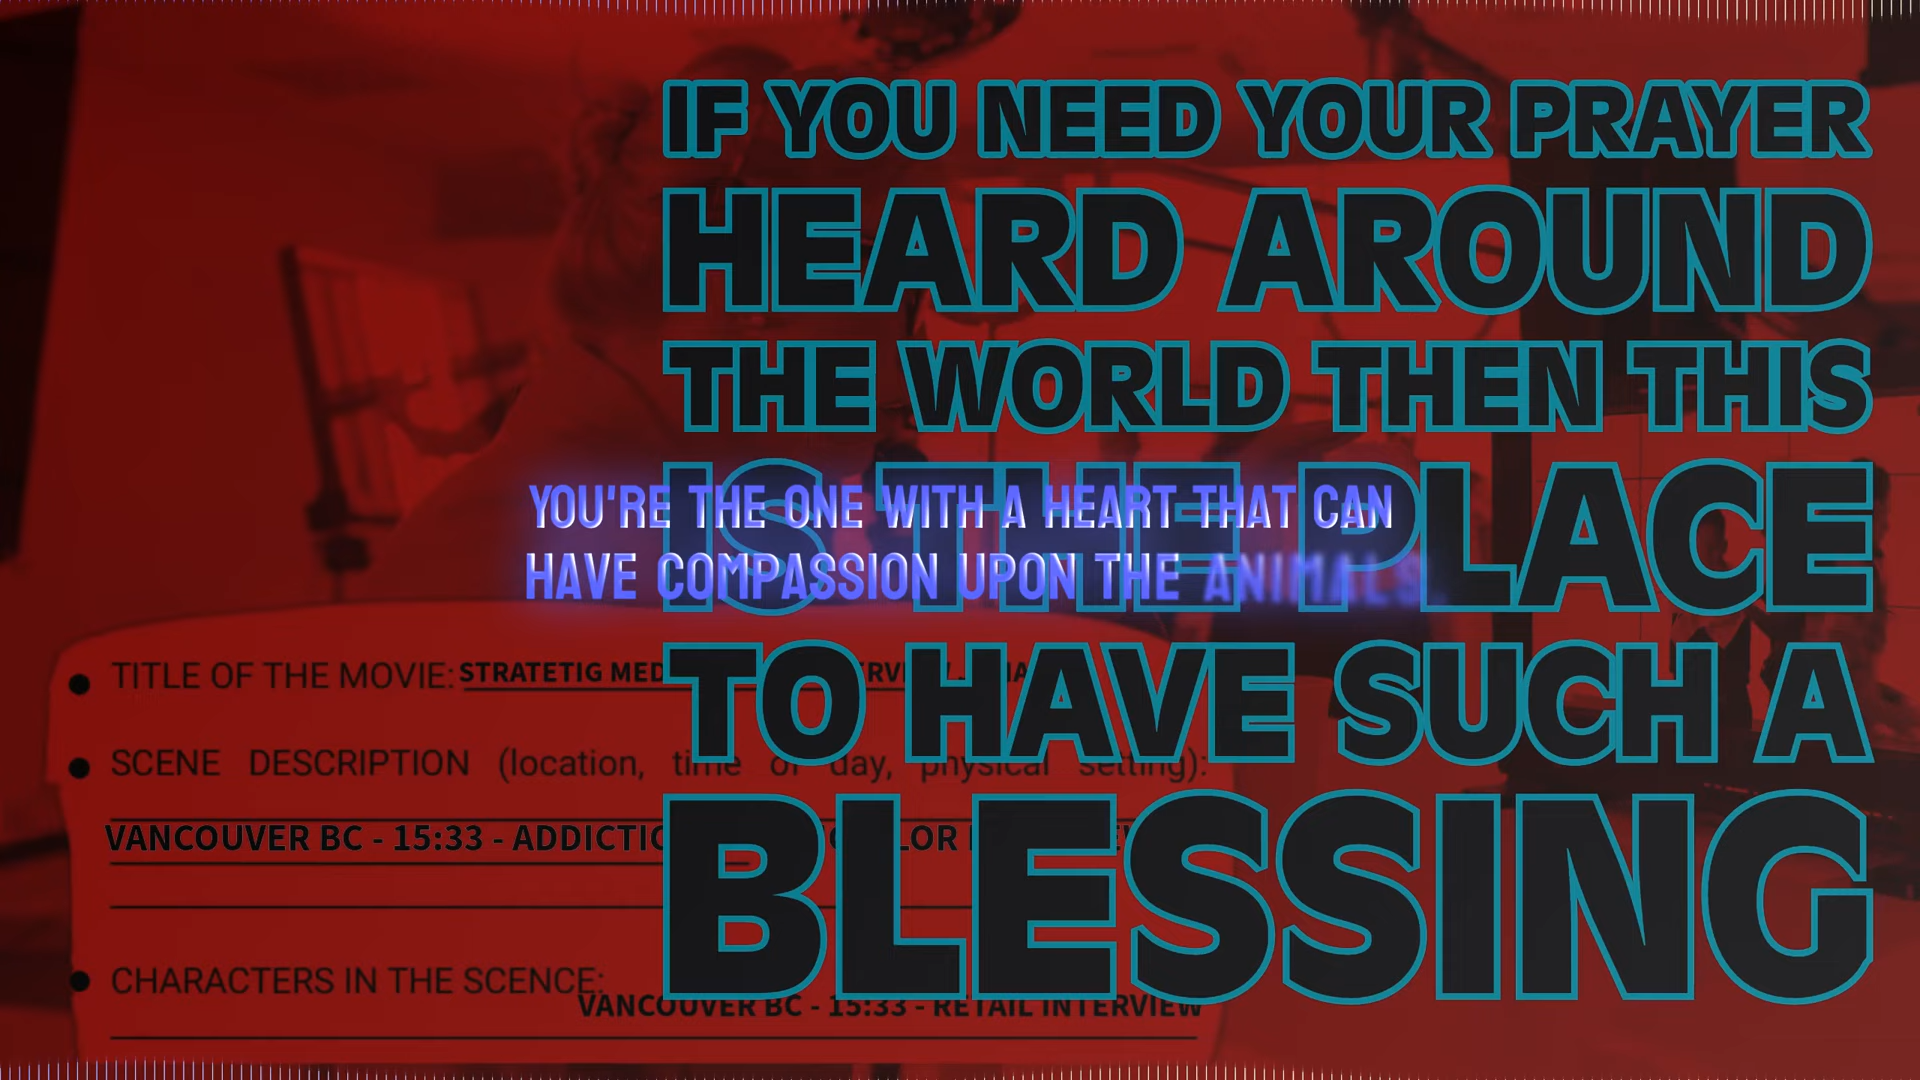 IF YOU NEED YOUR PRAYER
HEARD AROUND
THE WORLD THEN THIS
IS THE PLACE
TO HAVE SUCH A
BLESSING
YOU'RE THE ONE WITH A HEART THAT CAN
HAVE COMPASSION UPON THE ANIMALS.
TITLE OF THE MOVIE: STRATETIG
SCENE DESCRIPTION (location, time of day, physical setting):
VANCOUVER BC - 15:33 -
CHARACTERS IN THE SCENCE:
VANCOUVER BC - 15:33 - RETAIL INTERVIEW